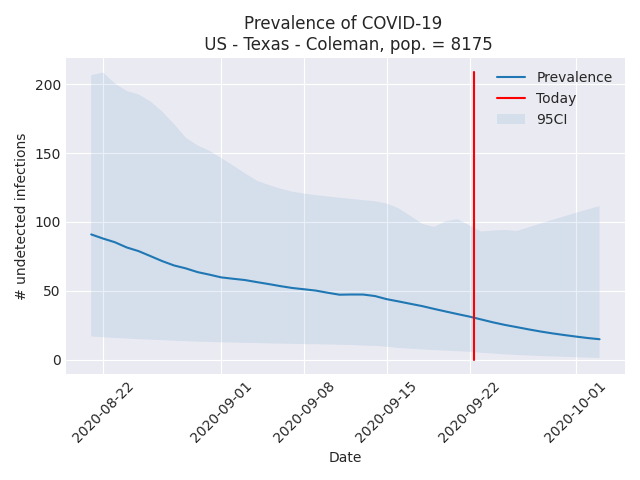 Prevalence of COVID-19
US - Texas - Coleman, pop. = 8175
Prevalence
Today
95CI
200
150
100
50
0
# undetected infections
2020-08-22
2020-09-01
2020-09-08
2020-09-15
2020-09-22
2020-10-01
Date